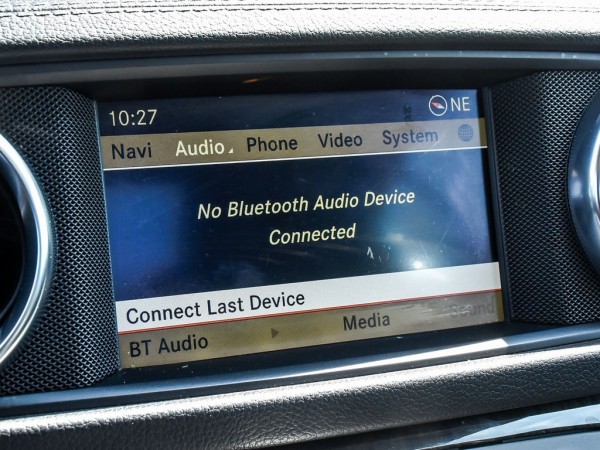 10:27 NE
Navi Audio Phone Video System
No Bluetooth Audio Device
Connected
Connect Last Device
BT Audio Media Sound